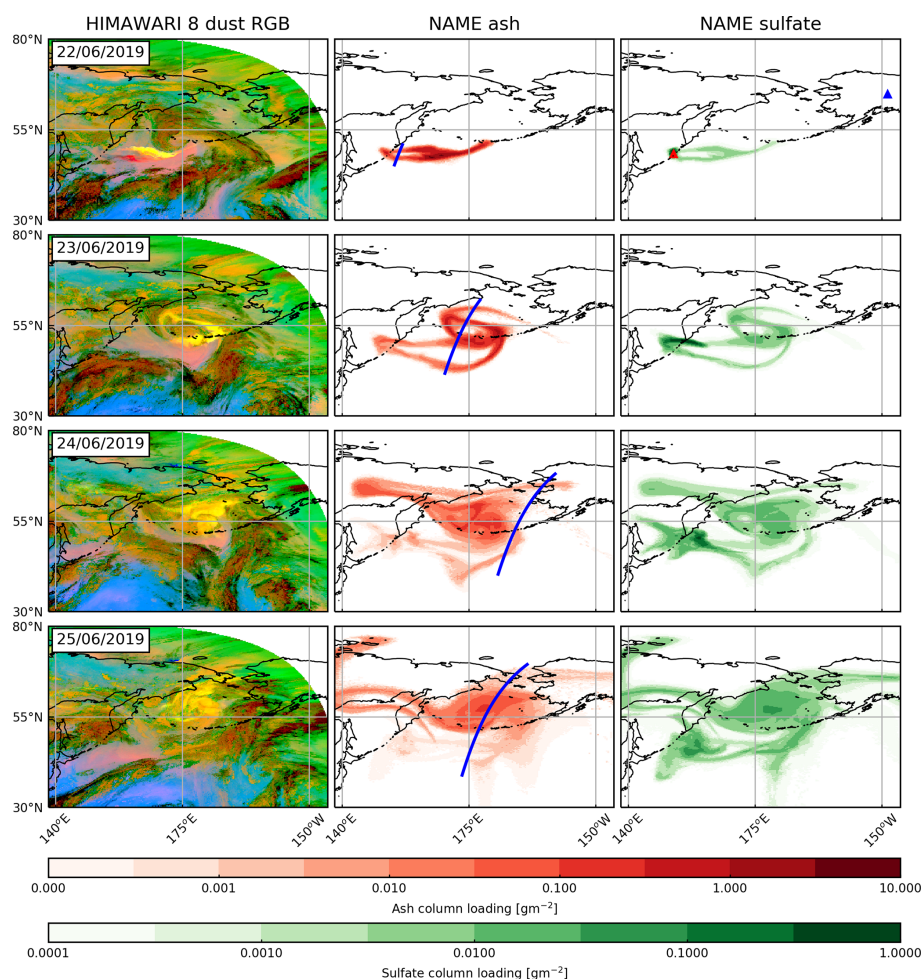 HIMAWARI 8 dust RGB NAME ash NAME sulfate
80°N
22/06/2019
55°N
30°N
80°N
23/06/2019
55°N
30°N
80°N
24/06/2019
55°N
30°N
80°N
25/06/2019
55°N
30°N
140°E 175°E 150°W 140°E 175°E 150°W 140°E 175°E 150°W
0.000 0.001 0.010 0.100 1.000 10.000
Ash column loading [gm⁻²]
0.0001 0.0010 0.0100 0.1000 1.0000
Sulfate column loading [gm⁻²]